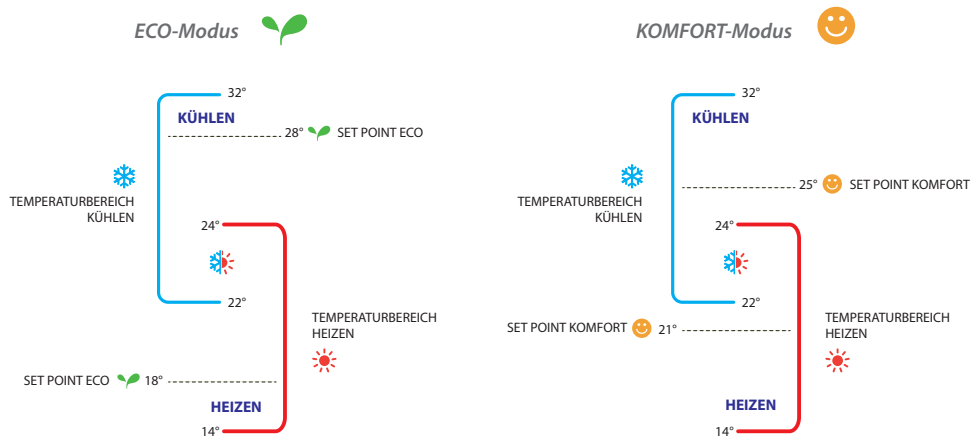 ECO-Modus
32°
KÜHLEN
28° SET POINT ECO
TEMPERATURBEREICH
KÜHLEN
24°
22°
TEMPERATURBEREICH
HEIZEN
SET POINT ECO 18°
HEIZEN
14°
KOMFORT-Modus
32°
KÜHLEN
25° SET POINT KOMFORT
TEMPERATURBEREICH
KÜHLEN
24°
22°
TEMPERATURBEREICH
HEIZEN
SET POINT KOMFORT 21°
HEIZEN
14°